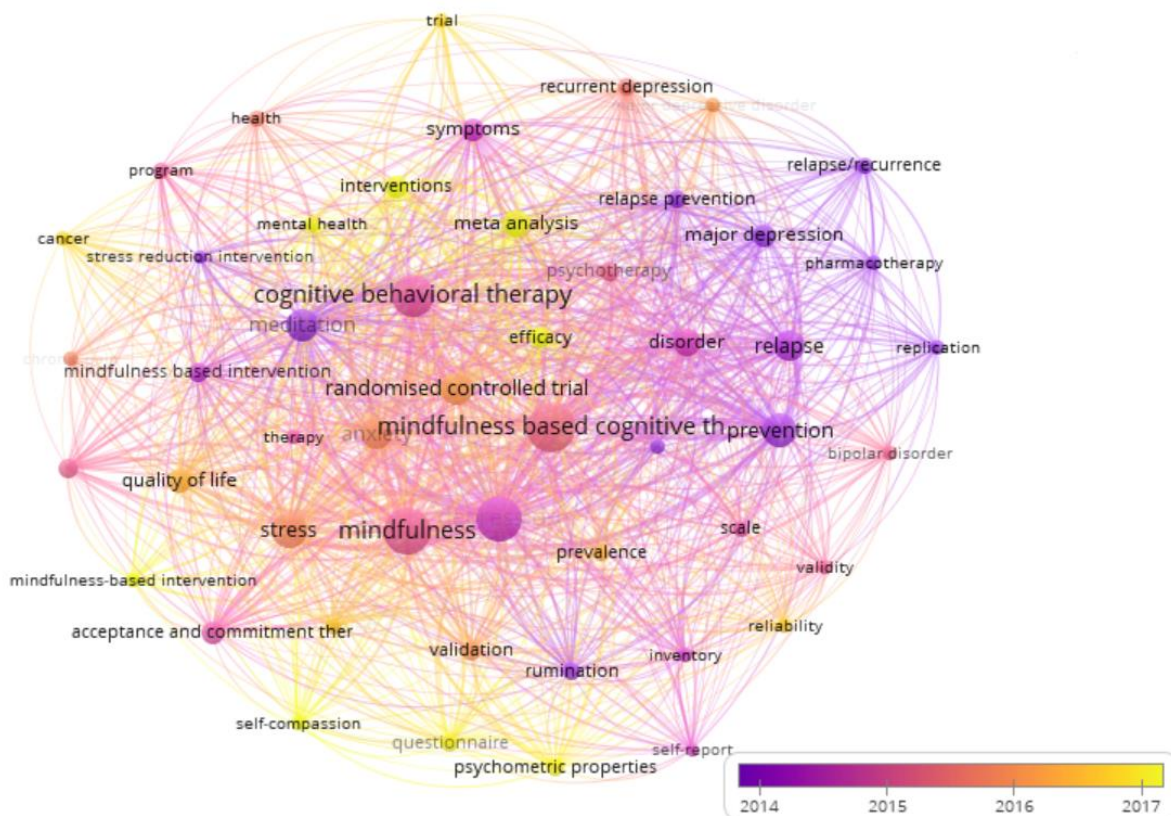 trial
recurrent depression
major depressive disorder
health
symptoms
relapse/recurrence
program
interventions
relapse prevention
mental health
meta analysis
major depression
cancer
stress reduction intervention
psychotherapy
pharmacotherapy
cognitive behavioral therapy
meditation
efficacy
disorder
relapse
replication
mindfulness based intervention
randomised controlled trial
mindfulness based cognitive th
prevention
therapy
anxiety
bipolar disorder
quality of life
stress
mindfulness
scale
prevalence
validity
mindfulness-based intervention
acceptance and commitment ther
reliability
validation
rumination
inventory
self-compassion
questionnaire
self-report
psychometric properties
2014
2015
2016
2017